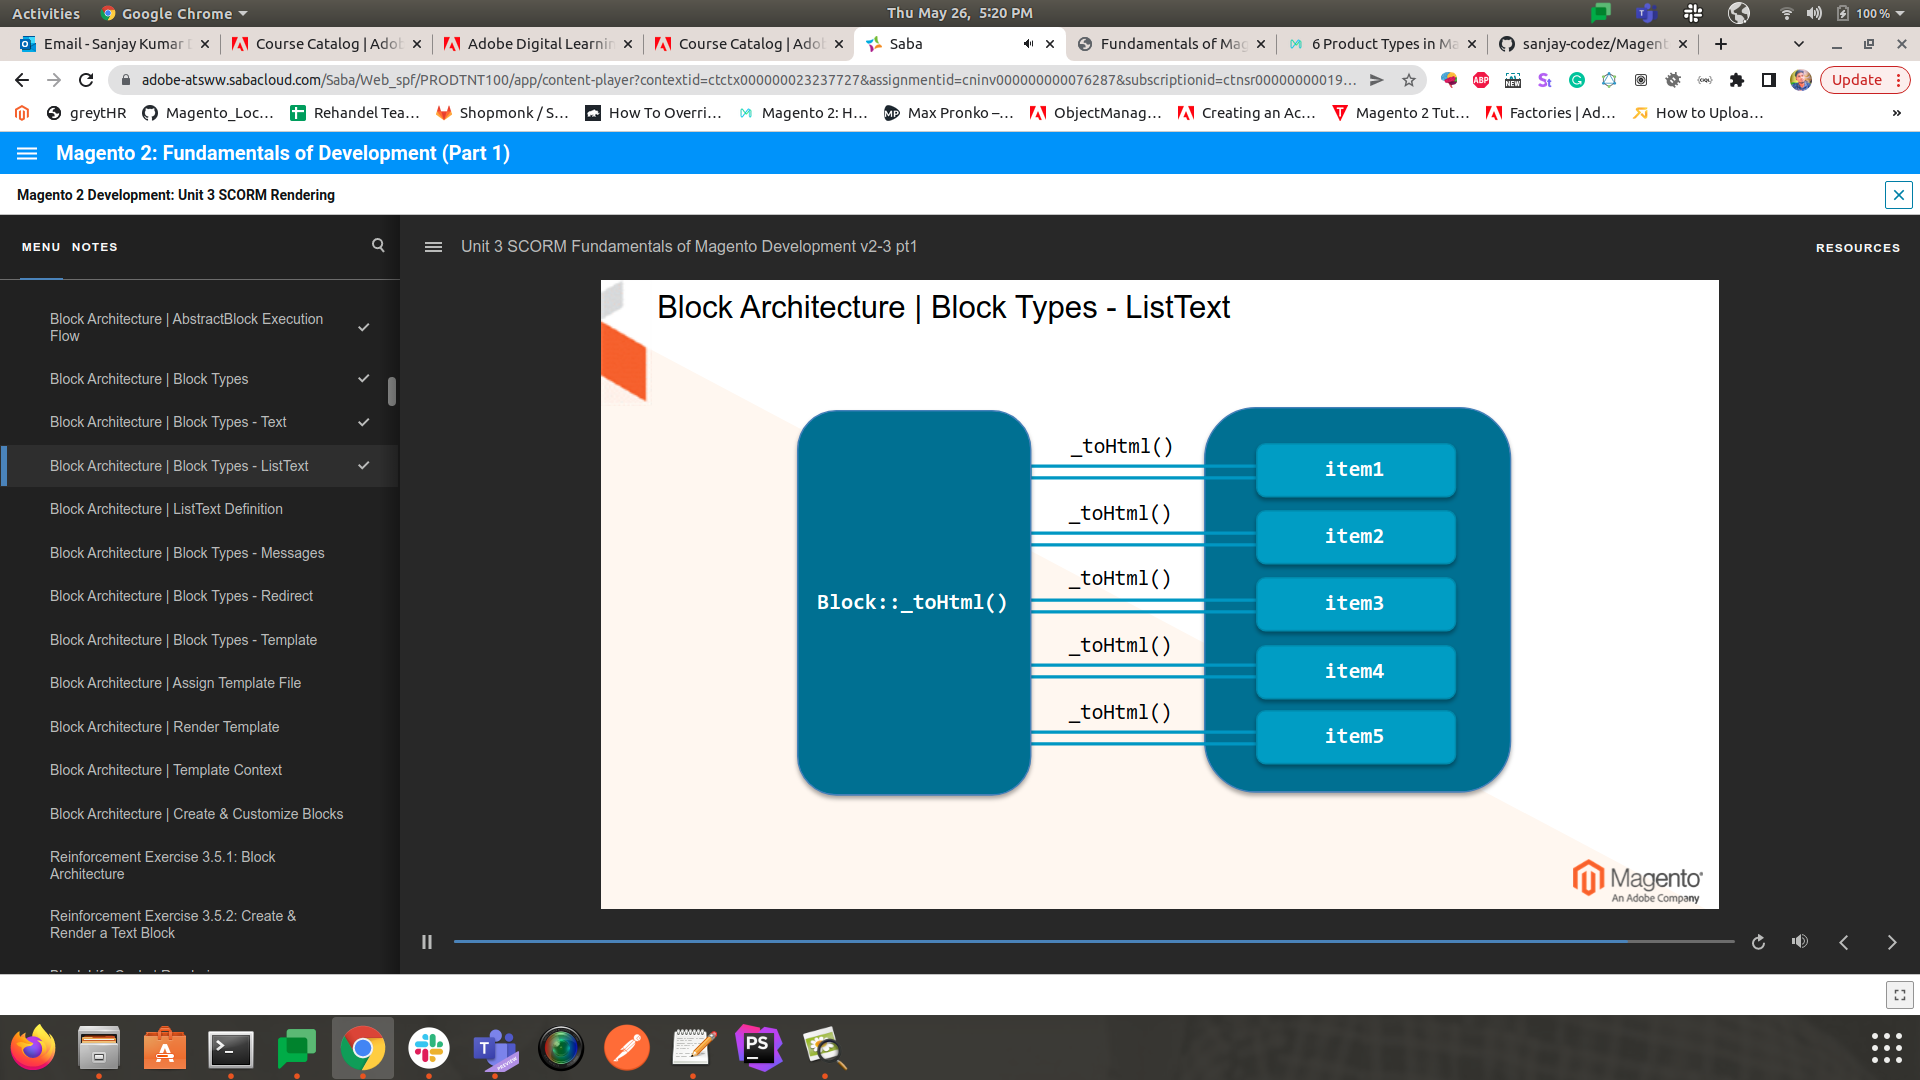 Activities
Google Chrome
Thu May 26, 5:20 PM
100 %
Email - Sanjay Kumar
Course Catalog | Adob
Adobe Digital Learnin
Course Catalog | Adob
Saba
Fundamentals of Mag
6 Product Types in Ma
sanjay-codez/Magent
adobe-atsww.sabacloud.com/Saba/Web_spf/PRODTNT100/app/content-player?contextid=ctctx000000023237727&assignmentid=cninv000000000076287&subscriptionid=ctnsr00000000019...
ABP
NEW
St
Update
greytHR
Magento_Loc...
Rehandel Tea...
Shopmonk / S...
How To Overri...
Magento 2: H...
MP
Max Pronko –...
ObjectManag...
Creating an Ac...
Magento 2 Tut...
Factories | Ad...
How to Uploa...
»
Magento 2: Fundamentals of Development (Part 1)
Magento 2 Development: Unit 3 SCORM Rendering
MENU NOTES
Unit 3 SCORM Fundamentals of Magento Development v2-3 pt1
RESOURCES
Block Architecture | AbstractBlock Execution
Flow
Block Architecture | Block Types
Block Architecture | Block Types - Text
Block Architecture | Block Types - ListText
Block Architecture | ListText Definition
Block Architecture | Block Types - Messages
Block Architecture | Block Types - Redirect
Block Architecture | Block Types - Template
Block Architecture | Assign Template File
Block Architecture | Render Template
Block Architecture | Template Context
Block Architecture | Create & Customize Blocks
Reinforcement Exercise 3.5.1: Block
Architecture
Reinforcement Exercise 3.5.2: Create &
Render a Text Block
Block Architecture | Block Types - ListText
Block::_toHtml()
_toHtml()
item1
_toHtml()
item2
_toHtml()
item3
_toHtml()
item4
_toHtml()
item5
Magento
An Adobe Company
T
PREVIEW
PS